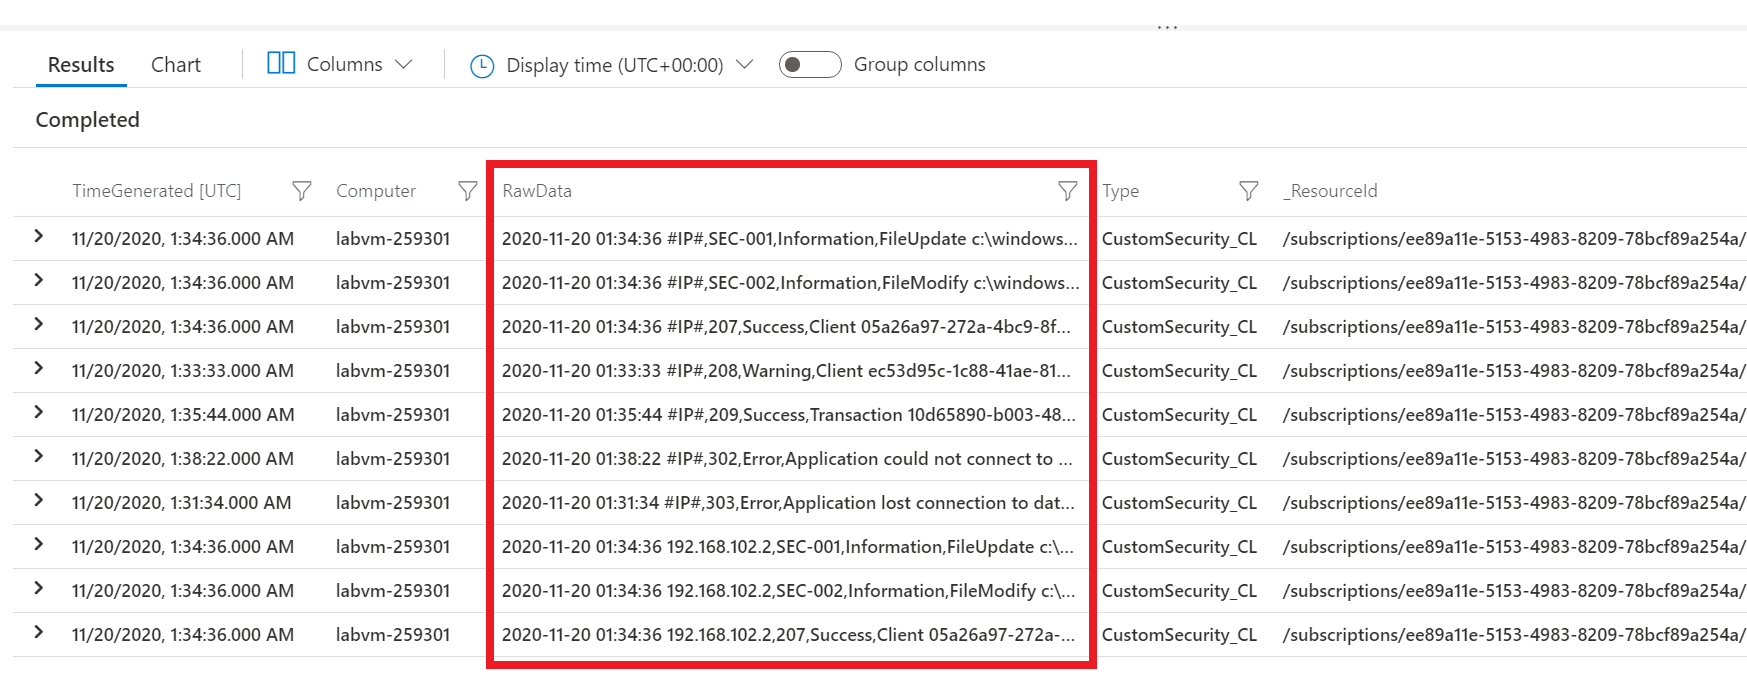 ...
Results Chart Columns Display time (UTC+00:00) Group columns
Completed
TimeGenerated [UTC] Computer RawData Type _ResourceId
11/20/2020, 1:34:36.000 AM labvm-259301 2020-11-20 01:34:36 #IP#,SEC-001,Information,FileUpdate c:\windows... CustomSecurity_CL /subscriptions/ee89a11e-5153-4983-8209-78bcf89a254a/
11/20/2020, 1:34:36.000 AM labvm-259301 2020-11-20 01:34:36 #IP#,SEC-002,Information,FileModify c:\windows... CustomSecurity_CL /subscriptions/ee89a11e-5153-4983-8209-78bcf89a254a/
11/20/2020, 1:34:36.000 AM labvm-259301 2020-11-20 01:34:36 #IP#,207,Success,Client 05a26a97-272a-4bc9-8f... CustomSecurity_CL /subscriptions/ee89a11e-5153-4983-8209-78bcf89a254a/
11/20/2020, 1:33:33.000 AM labvm-259301 2020-11-20 01:33:33 #IP#,208,Warning,Client ec53d95c-1c88-41ae-81... CustomSecurity_CL /subscriptions/ee89a11e-5153-4983-8209-78bcf89a254a/
11/20/2020, 1:35:44.000 AM labvm-259301 2020-11-20 01:35:44 #IP#,209,Success,Transaction 10d65890-b003-48... CustomSecurity_CL /subscriptions/ee89a11e-5153-4983-8209-78bcf89a254a/
11/20/2020, 1:38:22.000 AM labvm-259301 2020-11-20 01:38:22 #IP#,302,Error,Application could not connect to ... CustomSecurity_CL /subscriptions/ee89a11e-5153-4983-8209-78bcf89a254a/
11/20/2020, 1:31:34.000 AM labvm-259301 2020-11-20 01:31:34 #IP#,303,Error,Application lost connection to dat... CustomSecurity_CL /subscriptions/ee89a11e-5153-4983-8209-78bcf89a254a/
11/20/2020, 1:34:36.000 AM labvm-259301 2020-11-20 01:34:36 192.168.102.2,SEC-001,Information,FileUpdate c:\... CustomSecurity_CL /subscriptions/ee89a11e-5153-4983-8209-78bcf89a254a/
11/20/2020, 1:34:36.000 AM labvm-259301 2020-11-20 01:34:36 192.168.102.2,SEC-002,Information,FileModify c:\... CustomSecurity_CL /subscriptions/ee89a11e-5153-4983-8209-78bcf89a254a/
11/20/2020, 1:34:36.000 AM labvm-259301 2020-11-20 01:34:36 192.168.102.2,207,Success,Client 05a26a97-272a-... CustomSecurity_CL /subscriptions/ee89a11e-5153-4983-8209-78bcf89a254a/